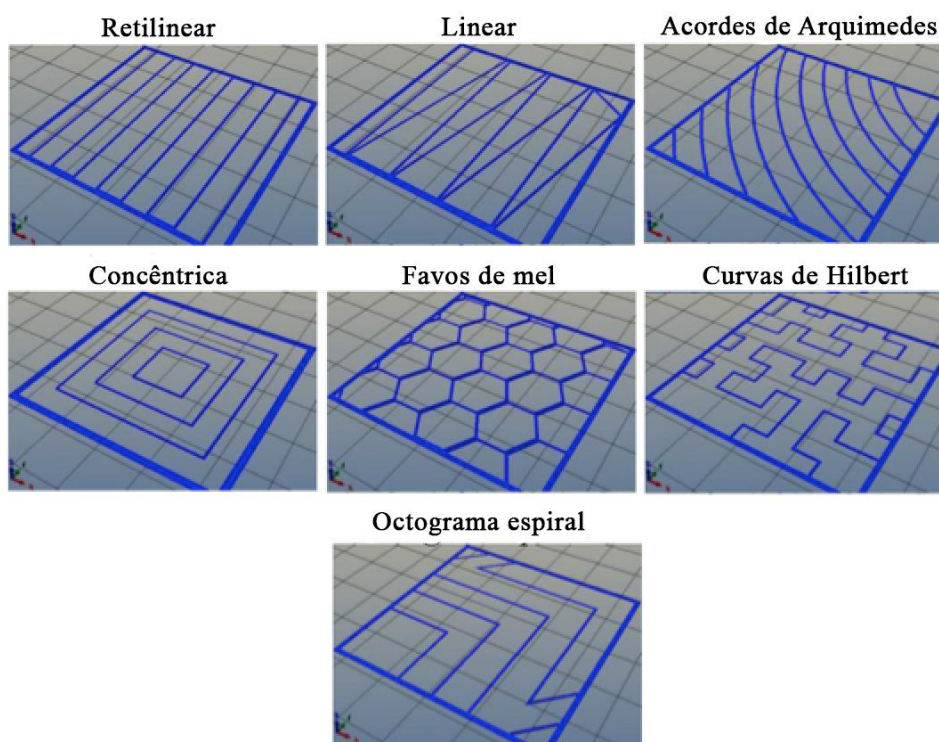 Retilinear
Linear
Acordes de Arquimedes
Concêntrica
Favos de mel
Curvas de Hilbert
Octograma espiral